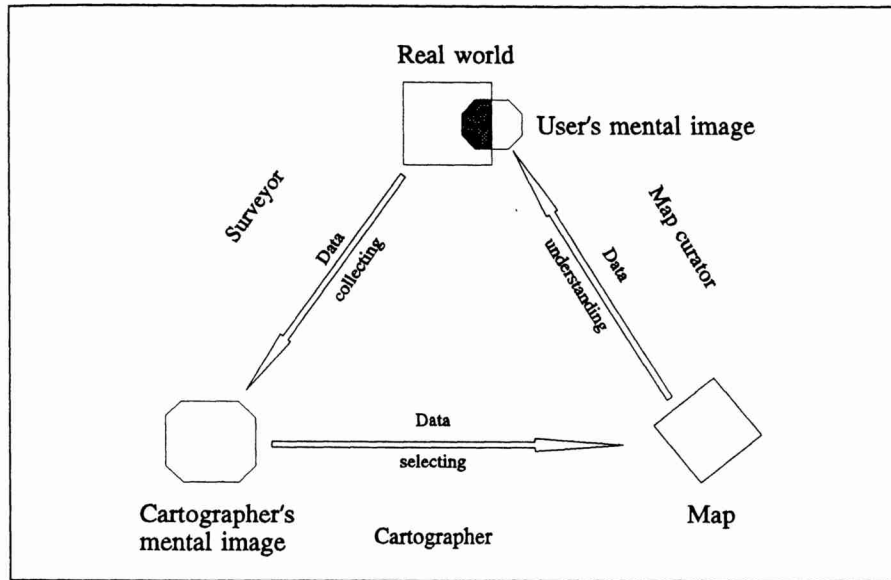 Real world
User's mental image
Surveyor
Data
collecting
Map curator
Data
understanding
Data
selecting
Cartographer's
mental image
Cartographer
Map